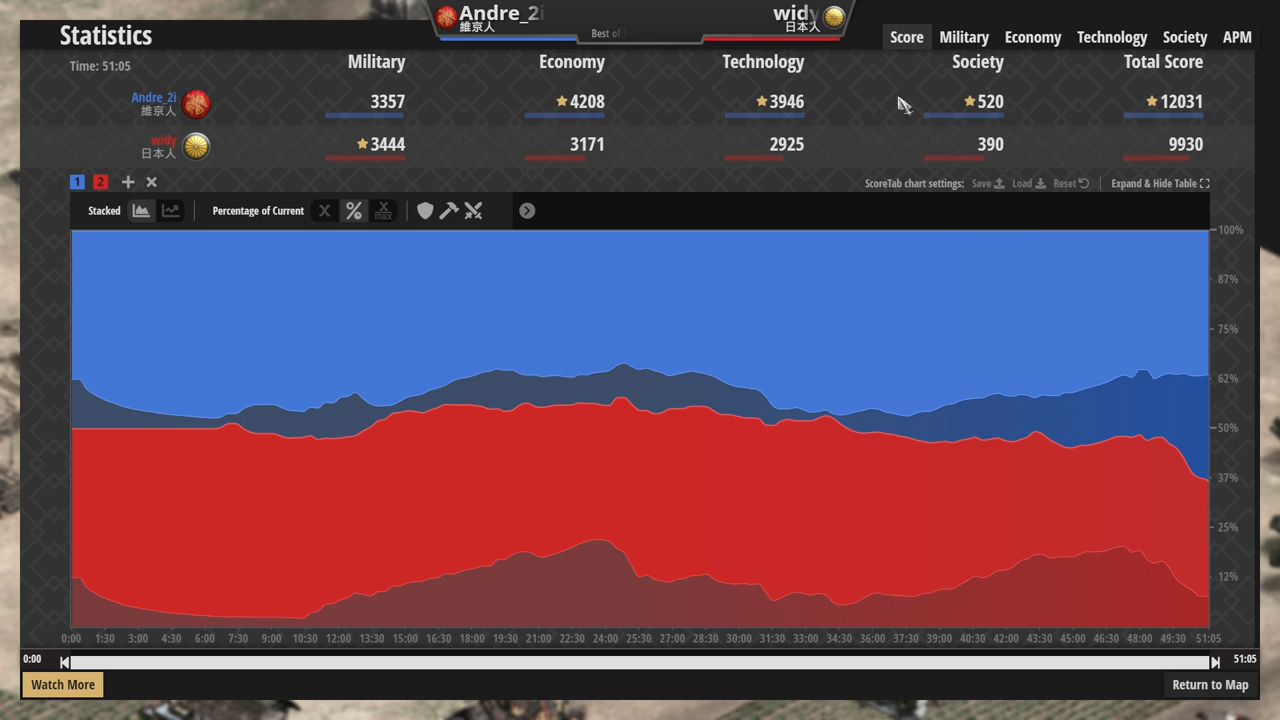 Andre_2i
維京人
Best of
widy
日本人
Statistics
Score Military Economy Technology Society APM
Time: 51:05
Military Economy Technology Society Total Score
Andre_2i
維京人
3357 4208 3946 520 12031
widy
日本人
3444 3171 2925 390 9930
1 2
ScoreTab chart settings: Save Load Reset Expand & Hide Table
Stacked Percentage of Current X % X max
100%
87%
75%
62%
50%
37%
25%
12%
0:00 1:30 3:00 4:30 6:00 7:30 9:00 10:30 12:00 13:30 15:00 16:30 18:00 19:30 21:00 22:30 24:00 25:30 27:00 28:30 30:00 31:30 33:00 34:30 36:00 37:30 39:00 40:30 42:00 43:30 45:00 46:30 48:00 49:30 51:05
0:00 51:05
Watch More Return to Map